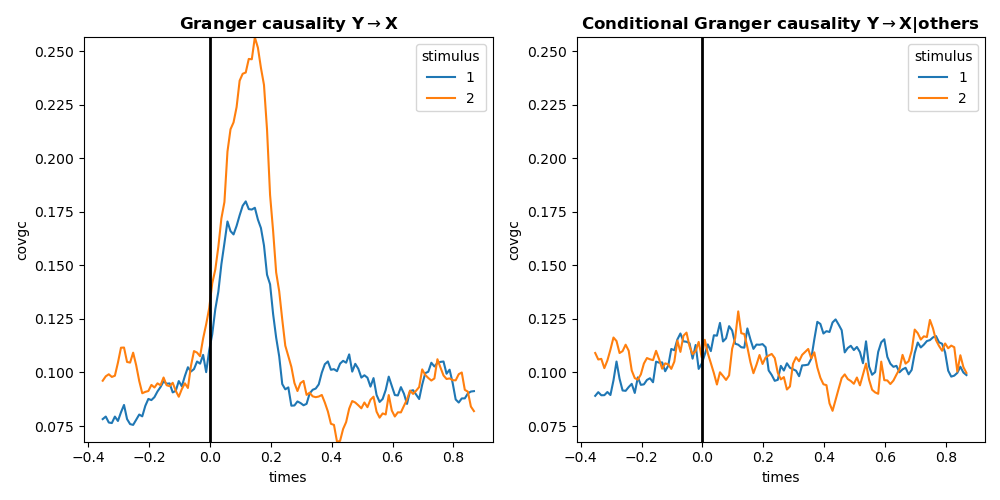 Granger causality Y→X
stimulus
1
2
0.250
0.225
0.200
0.175
0.150
0.125
0.100
0.075
covgc
−0.4 −0.2 0.0 0.2 0.4 0.6 0.8
times
Conditional Granger causality Y→X|others
stimulus
1
2
0.250
0.225
0.200
0.175
0.150
0.125
0.100
0.075
covgc
−0.4 −0.2 0.0 0.2 0.4 0.6 0.8
times